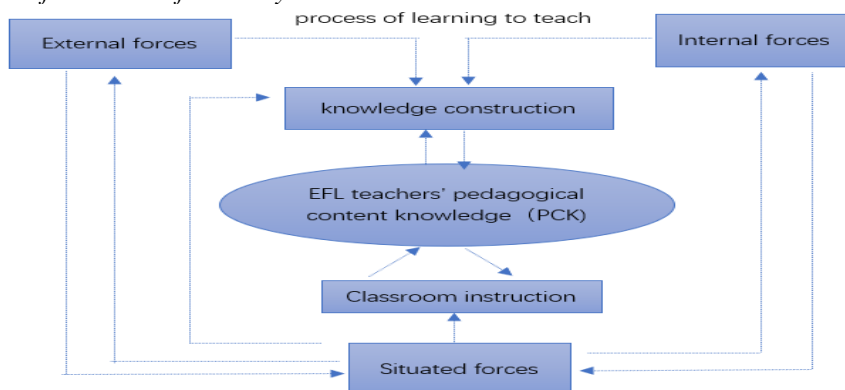 process of learning to teach
External forces
Internal forces
knowledge construction
EFL teachers' pedagogical
content knowledge（PCK)
Classroom instruction
Situated forces